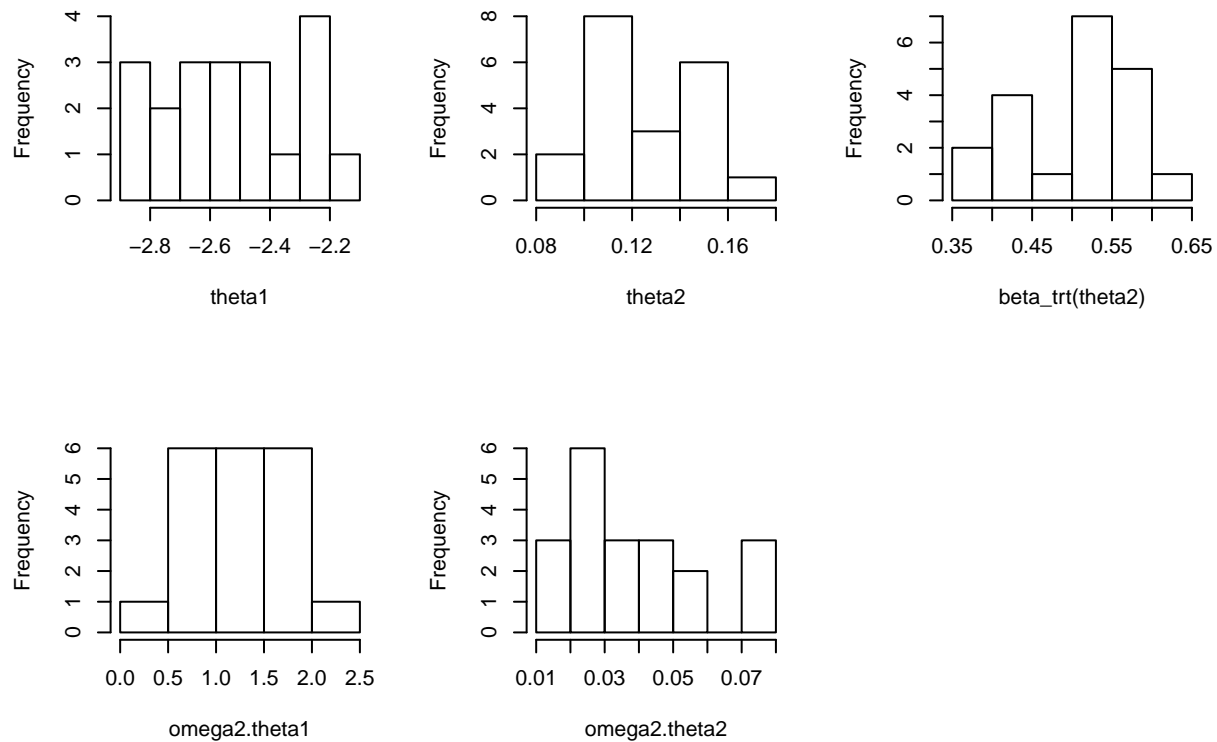 Frequency
0 1 2 3 4
−2.8 −2.6 −2.4 −2.2
theta1
Frequency
0 2 4 6 8
0.08 0.12 0.16
theta2
Frequency
0 2 4 6
0.35 0.45 0.55 0.65
beta_trt(theta2)
Frequency
0 1 2 3 4 5 6
0.0 0.5 1.0 1.5 2.0 2.5
omega2.theta1
Frequency
0 1 2 3 4 5 6
0.01 0.03 0.05 0.07
omega2.theta2